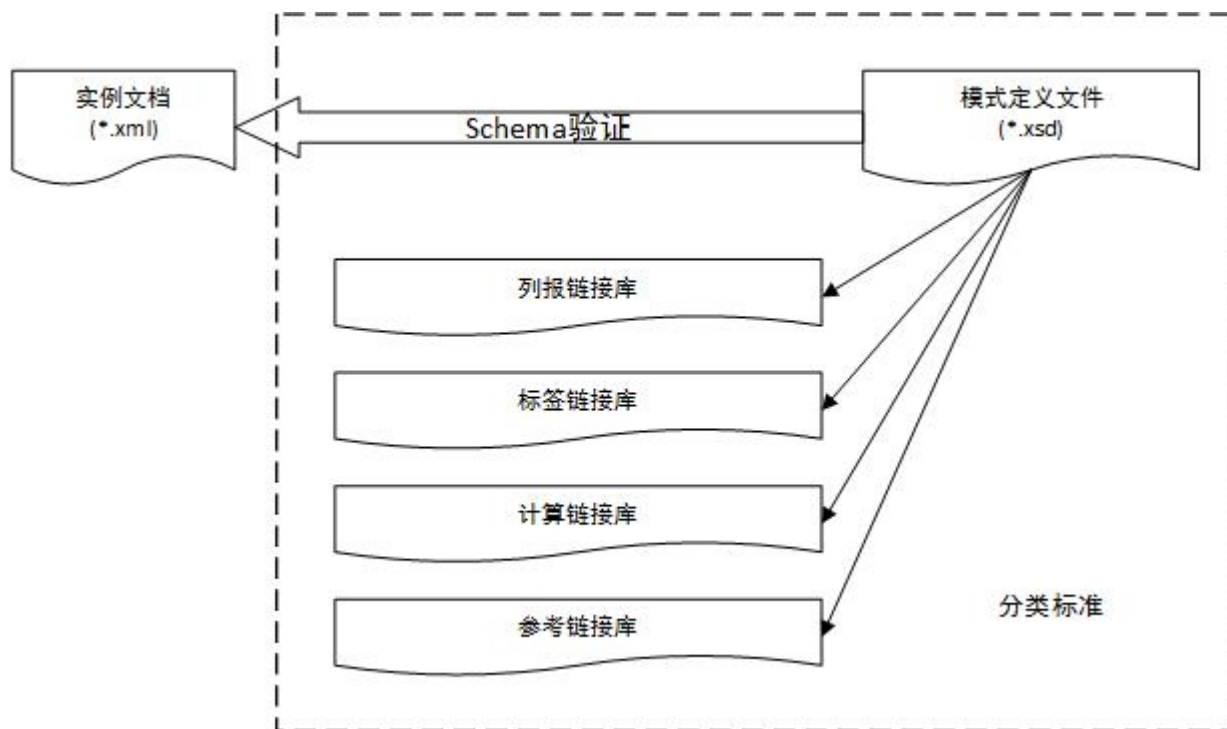 实例文档
(*.xml)
Schema验证
模式定义文件
(*.xsd)
列报链接库
标签链接库
计算链接库
参考链接库
分类标准